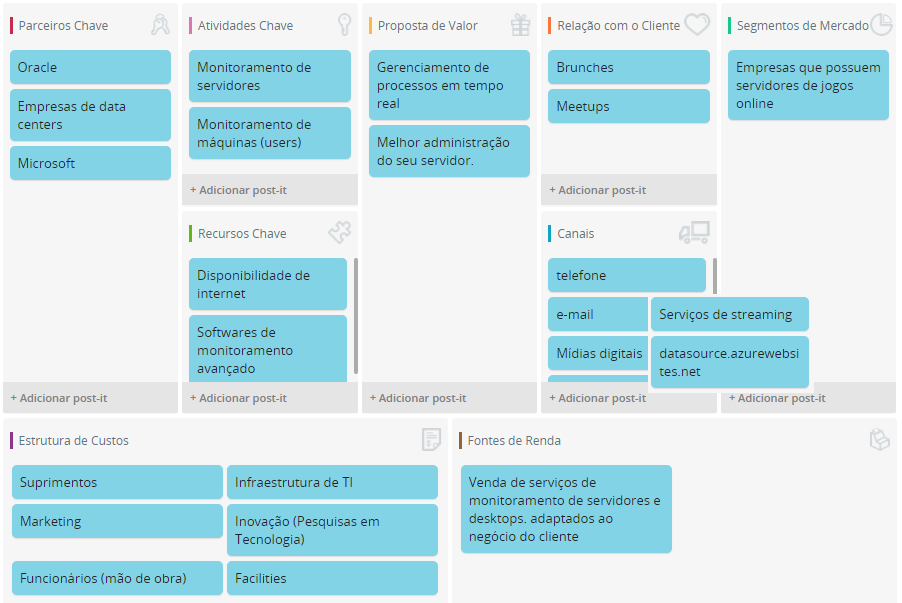 Parceiros Chave
Oracle
Empresas de data
centers
Microsoft
+ Adicionar post-it
Atividades Chave
Monitoramento de
servidores
Monitoramento de
máquinas (users)
+ Adicionar post-it
Recursos Chave
Disponibilidade de
internet
Softwares de
monitoramento
avançado
+ Adicionar post-it
Proposta de Valor
Gerenciamento de
processos em tempo
real
Melhor administração
do seu servidor.
+ Adicionar post-it
Relação com o Cliente
Brunches
Meetups
+ Adicionar post-it
Canais
telefone
e-mail
Mídias digitais
Serviços de streaming
datasource.azurewebsi
tes.net
+ Adicionar post-it
Segmentos de Mercado
Empresas que possuem
servidores de jogos
online
+ Adicionar post-it
Estrutura de Custos
Suprimentos
Infraestrutura de TI
Marketing
Inovação (Pesquisas em
Tecnologia)
Funcionários (mão de obra)
Facilities
Fontes de Renda
Venda de serviços de
monitoramento de servidores e
desktops. adaptados ao
negócio do cliente